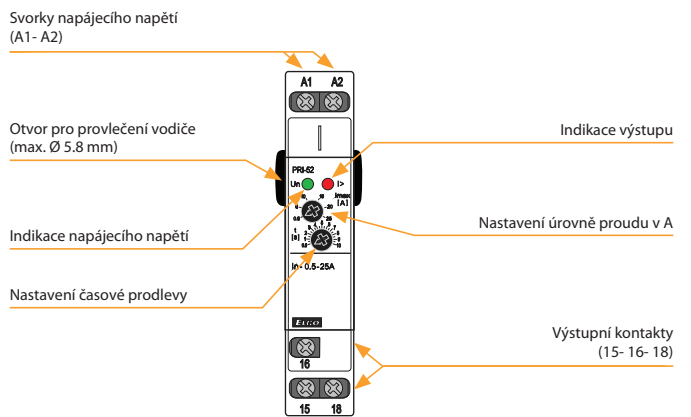 Svorky napájecího napětí
(A1- A2)
A1 A2
Otvor pro provlečení vodiče
(max. Ø 5.8 mm)
Indikace výstupu
PRI-52
Un
I>
Imax
[A]
Indikace napájecího napětí
Nastavení úrovně proudu v A
t
[s]
In - 0.5-25A
Nastavení časové prodlevy
ELKO
Výstupní kontakty
(15- 16- 18)
16
15 18